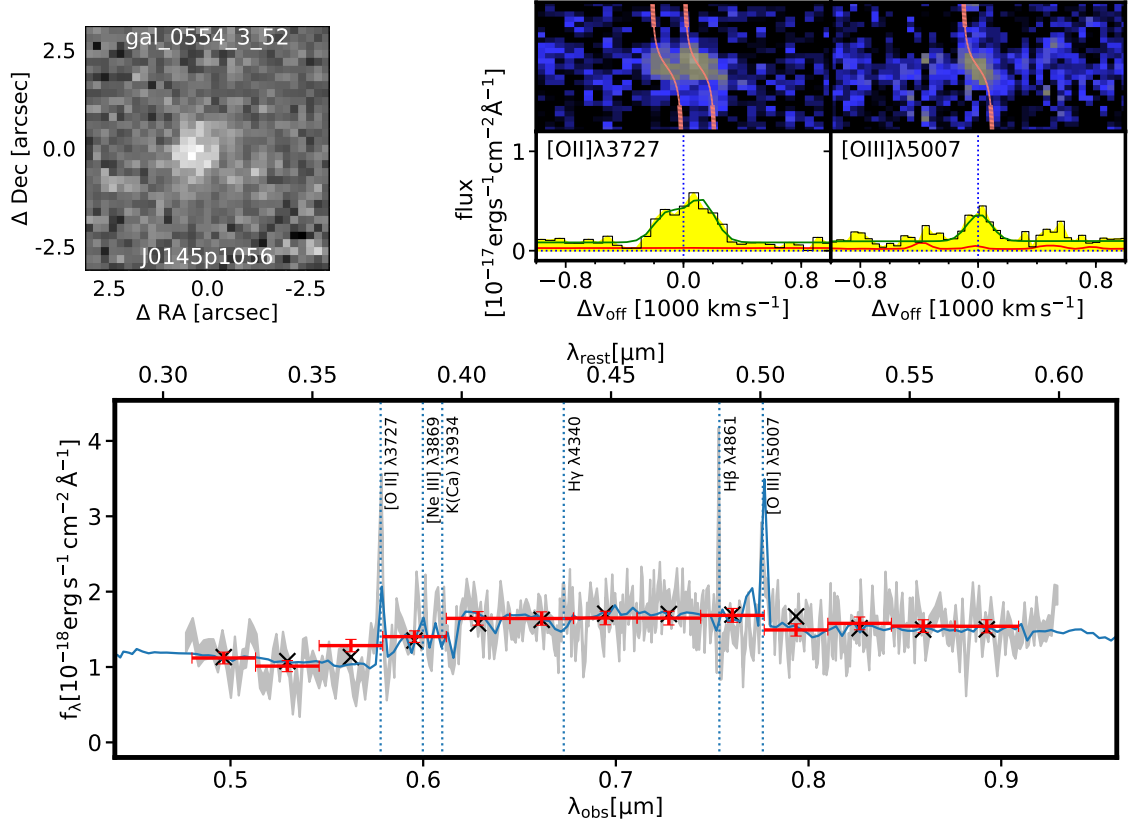 gal_0554_3_52
J0145p1056
2.5
0.0
-2.5
Δ Dec [arcsec]
2.5 0.0 -2.5
Δ RA [arcsec]
[OII]λ3727
[OIII]λ5007
1
0
flux
[10⁻¹⁷ergs⁻¹cm⁻²Å⁻¹]
−0.8 0.0 0.8
−0.8 0.0 0.8
Δv_off [1000 km s⁻¹]
Δv_off [1000 km s⁻¹]
λ_rest[μm]
0.30 0.35 0.40 0.45 0.50 0.55 0.60
[O II] λ3727
[Ne III] λ3869
K(Ca) λ3934
Hγ λ4340
Hβ λ4861
[O III] λ5007
4
3
2
1
0
f_λ[10⁻¹⁸erg s⁻¹ cm⁻² Å⁻¹]
0.5 0.6 0.7 0.8 0.9
λ_obs[μm]